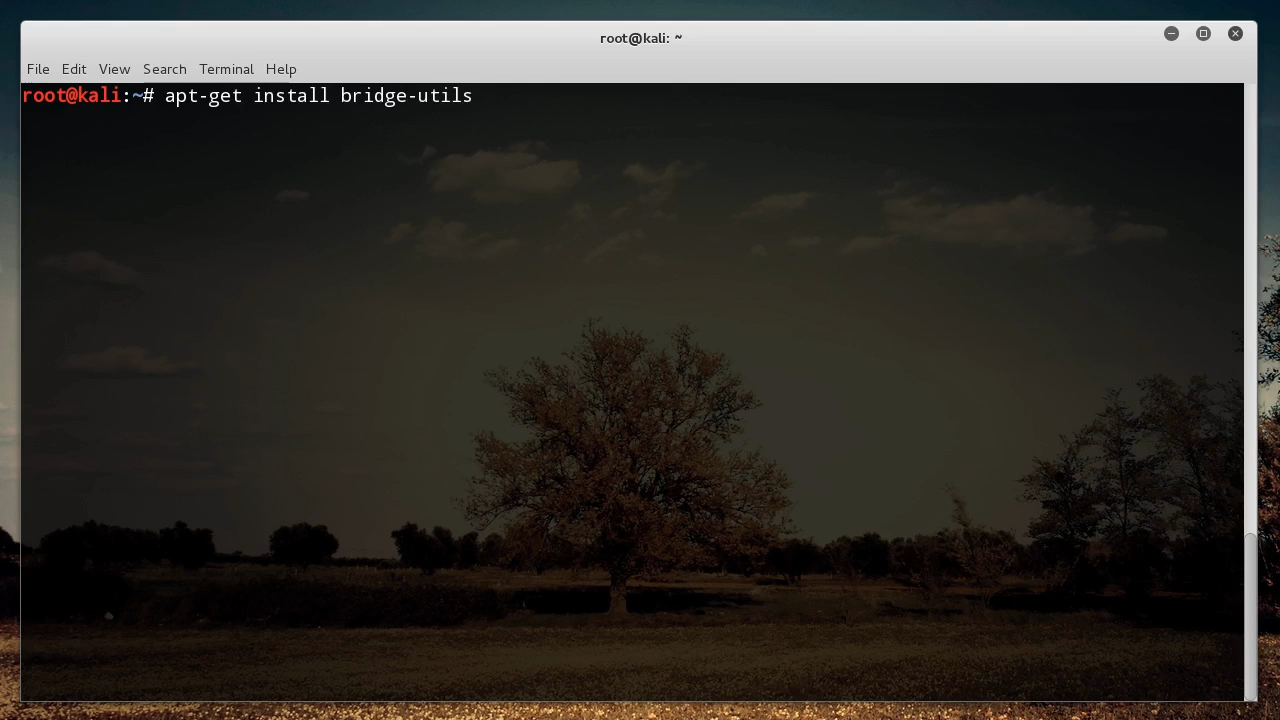 root@kali: ~
File Edit View Search Terminal Help
root@kali:~# apt-get install bridge-utils